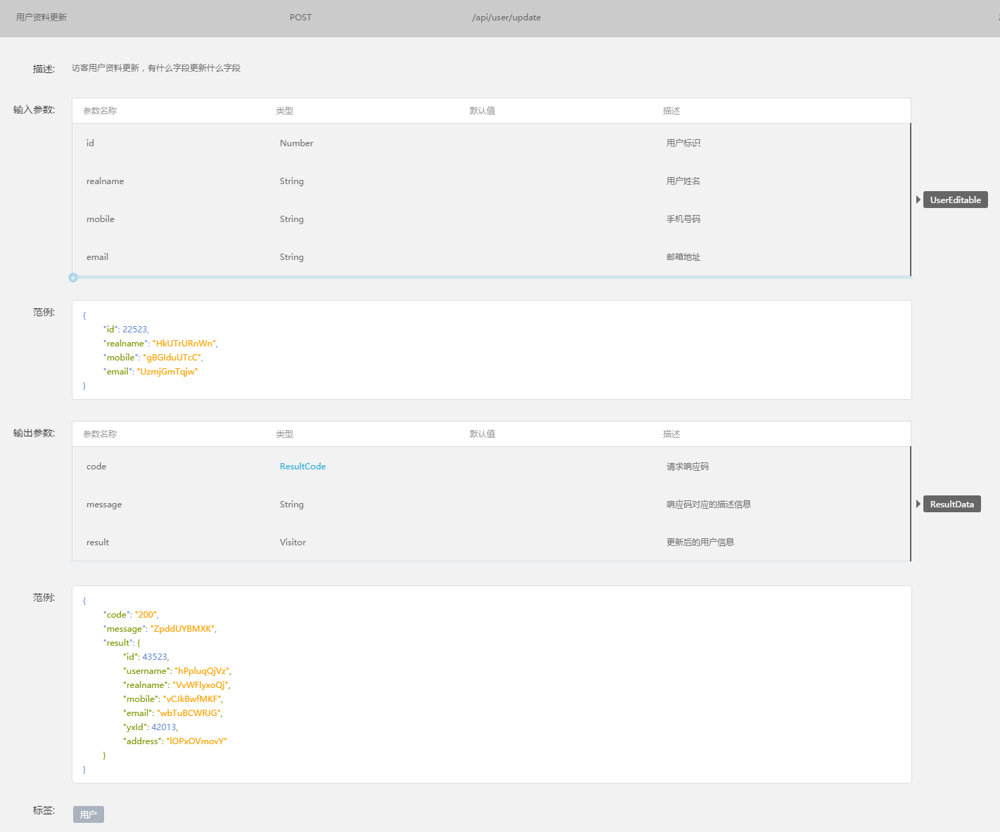 用户资料更新 POST /api/user/update
描述: 访客用户资料更新，有什么字段更新什么字段
输入参数: 参数名称 类型 默认值 描述
id Number 用户标识
realname String 用户姓名
UserEditable
mobile String 手机号码
email String 邮箱地址
范例: {
"id": 22523,
"realname": "HkUTrURnWn",
"mobile": "gBGIduUTcC",
"email": "UzmjGmTqjw"
}
输出参数: 参数名称 类型 默认值 描述
code ResultCode 请求响应码
message String 响应码对应的描述信息 ResultData
result Visitor 更新后的用户信息
范例: {
"code": "200",
"message": "ZpddUYBMXK",
"result": {
"id": 43523,
"username": "hPpluqQjVz",
"realname": "VvWFlyxoQj",
"mobile": "vCJkBwfMKF",
"email": "wbTuBCWRJG",
"yxId": 42013,
"address": "lOPxOVmovY"
}
}
标签: 用户